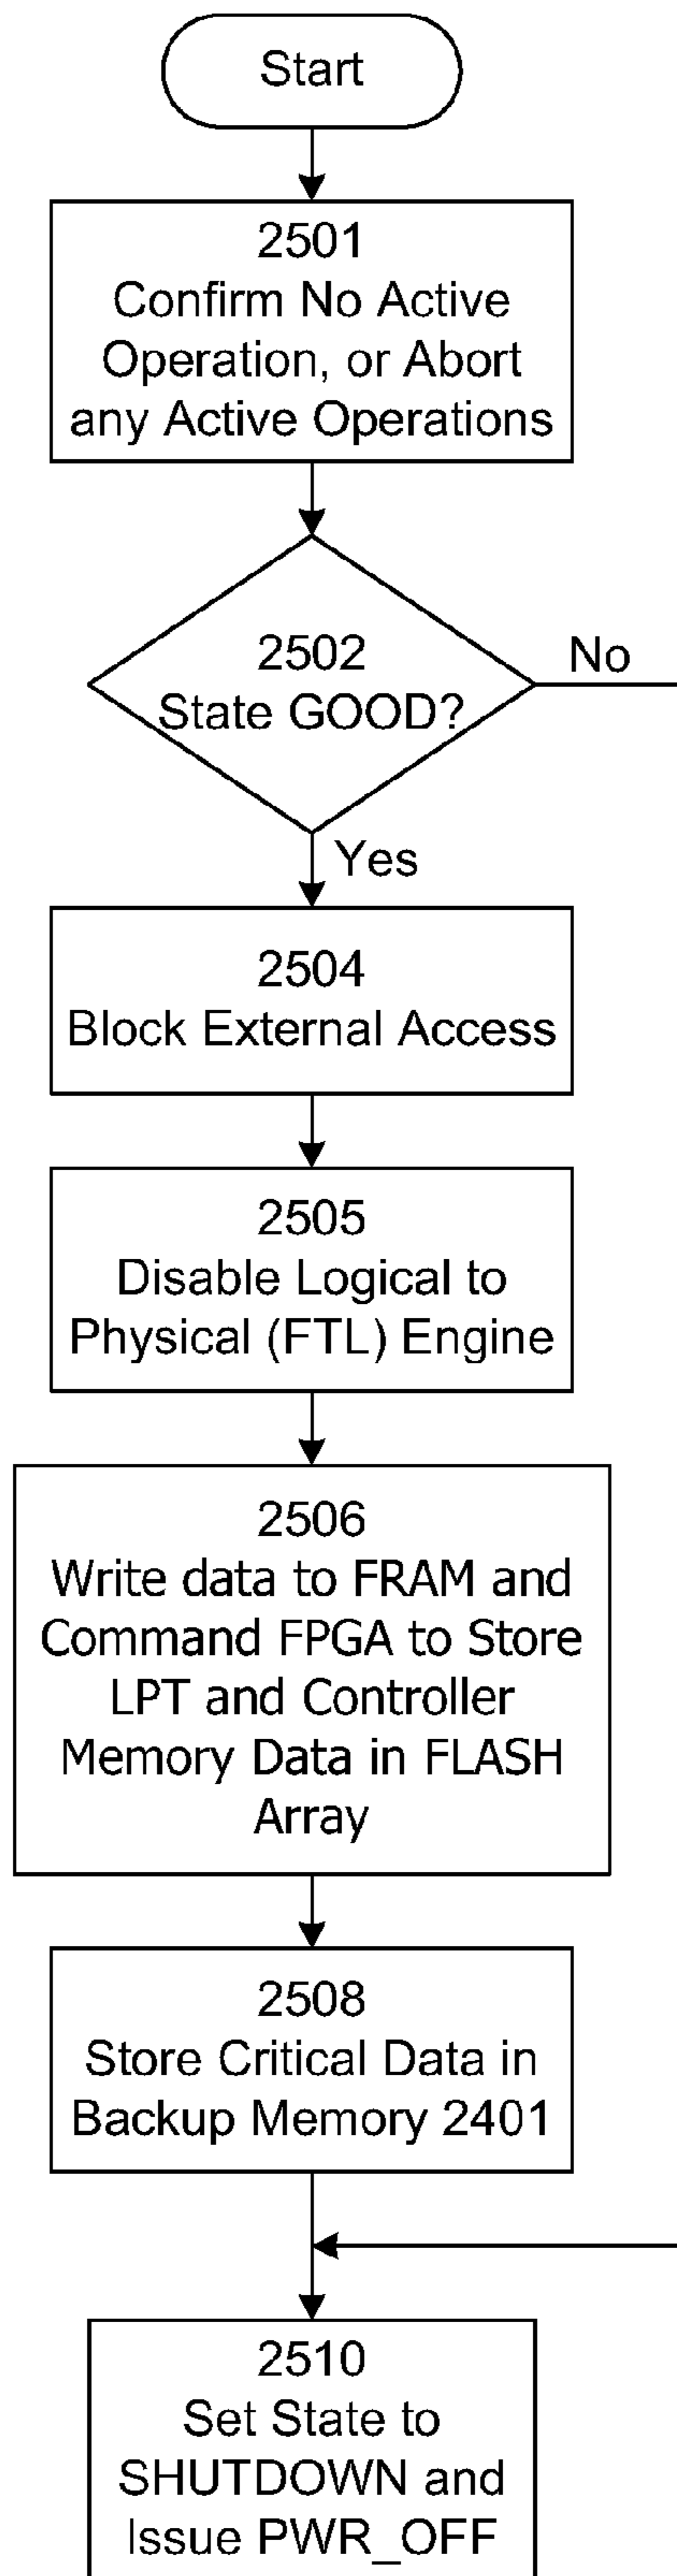 Start
2501
Confirm No Active
Operation, or Abort
any Active Operations
2502
State GOOD?
No
Yes
2504
Block External Access
2505
Disable Logical to
Physical (FTL) Engine
2506
Write data to FRAM and
Command FPGA to Store
LPT and Controller
Memory Data in FLASH
Array
2508
Store Critical Data in
Backup Memory 2401
2510
Set State to
SHUTDOWN and
Issue PWR_OFF